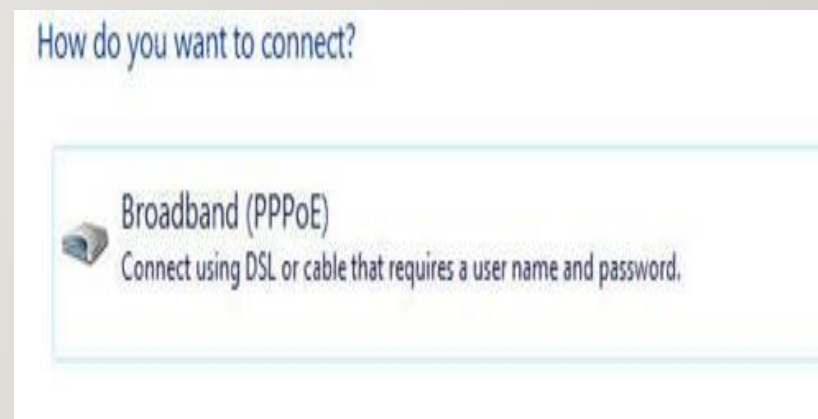 How do you want to connect?
Broadband (PPPoE)
Connect using DSL or cable that requires a user name and password.